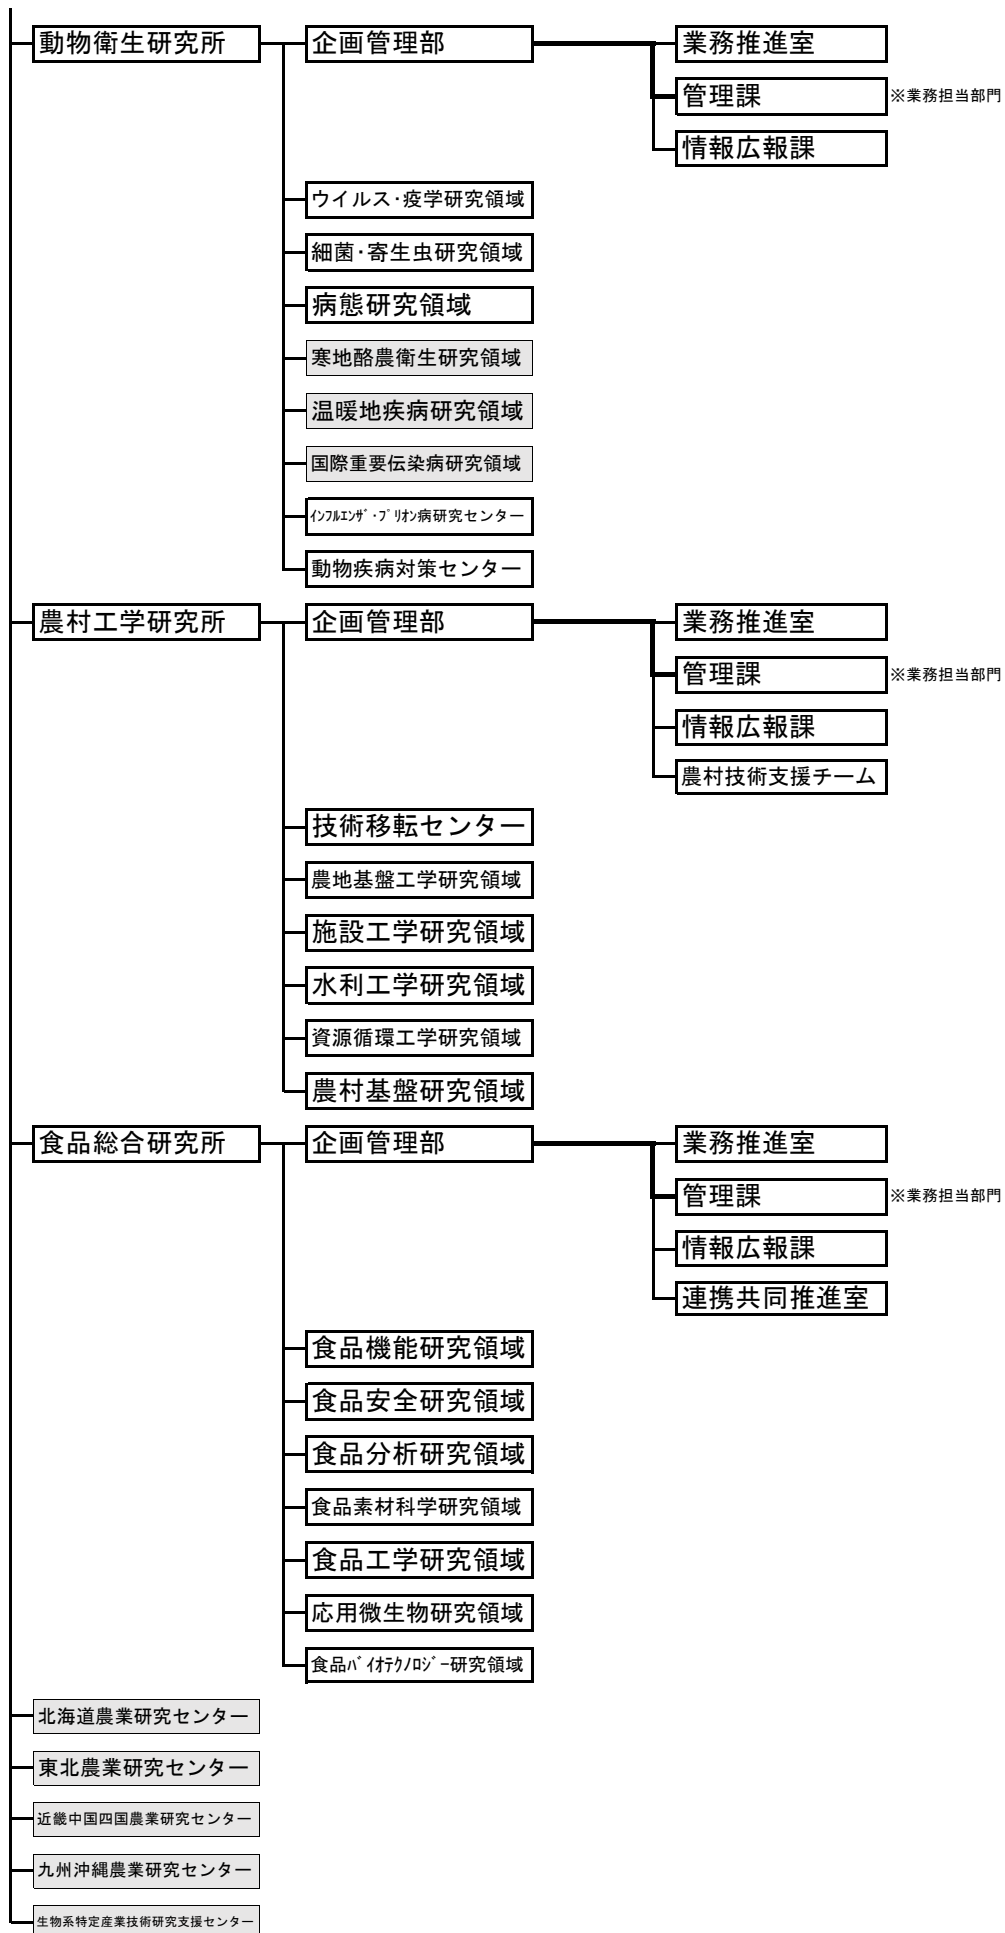 動物衛生研究所 企画管理部 業務推進室
管理課 ※業務担当部門
情報広報課
ウイルス・疫学研究領域
細菌・寄生虫研究領域
病態研究領域
寒地酪農衛生研究領域
温暖地疾病研究領域
国際重要伝染病研究領域
ｲﾝﾌﾙｴﾝｻﾞ・ﾌﾟﾘｵﾝ病研究センター
動物疾病対策センター
農村工学研究所 企画管理部 業務推進室
管理課 ※業務担当部門
情報広報課
農村技術支援チーム
技術移転センター
農地基盤工学研究領域
施設工学研究領域
水利工学研究領域
資源循環工学研究領域
農村基盤研究領域
食品総合研究所 企画管理部 業務推進室
管理課 ※業務担当部門
情報広報課
連携共同推進室
食品機能研究領域
食品安全研究領域
食品分析研究領域
食品素材科学研究領域
食品工学研究領域
応用微生物研究領域
食品ﾊﾞｲｵﾃｸﾉﾛｼﾞｰ研究領域
北海道農業研究センター
東北農業研究センター
近畿中国四国農業研究センター
九州沖縄農業研究センター
生物系特定産業技術研究支援センター